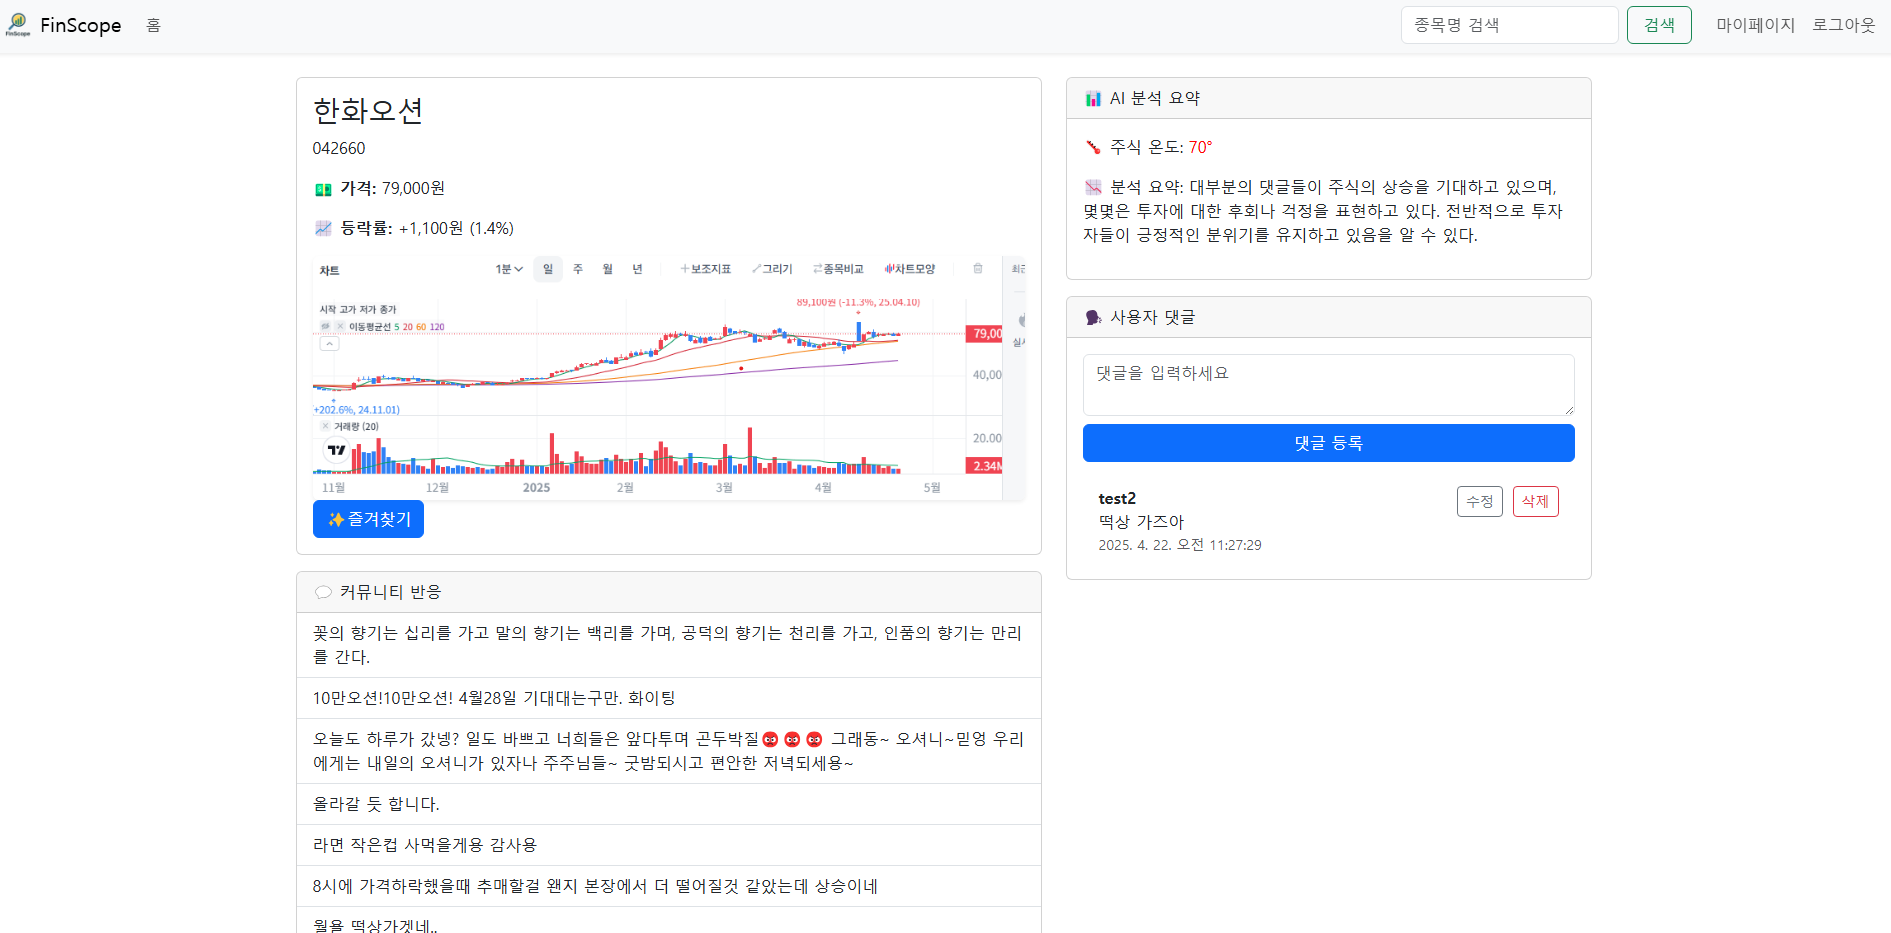 FinScope
FinScope
홈
종목명 검색
검색
마이페이지
로그아웃
한화오션
042660
가격: 79,000원
등락률: +1,100원 (1.4%)
차트
1분
일
주
월
년
보조지표
그리기
종목비교
차트모양
최근
시작 고가 저가 종가
이동평균선 5 20 60 120
89,100원 (-11.3%, 25.04.10)
79,00
실시
40,00
+202.6%, 24.11.01)
거래량 (20)
20.00
2.34M
11월
12월
2025
2월
3월
4월
5월
✨즐겨찾기
커뮤니티 반응
꽃의 향기는 십리를 가고 말의 향기는 백리를 가며, 공덕의 향기는 천리를 가고, 인품의 향기는 만리
를 간다.
10만오션!10만오션! 4월28일 기대대는구만. 화이팅
오늘도 하루가 갔넹? 일도 바쁘고 너희들은 앞다투며 곤두박질😡😡😡 그래동~ 오셔니~믿엉 우리
에게는 내일의 오셔니가 있자나 주주님들~ 굿밤되시고 편안한 저녁되세용~
올라갈 듯 합니다.
라면 작은컵 사먹을게용 감사용
8시에 가격하락했을때 추매할걸 왠지 본장에서 더 떨어질것 같았는데 상승이네
월욜 떡상가겟네..
AI 분석 요약
주식 온도: 70°
분석 요약: 대부분의 댓글들이 주식의 상승을 기대하고 있으며,
몇몇은 투자에 대한 후회나 걱정을 표현하고 있다. 전반적으로 투자
자들이 긍정적인 분위기를 유지하고 있음을 알 수 있다.
사용자 댓글
댓글을 입력하세요
댓글 등록
test2
수정
삭제
떡상 가즈아
2025. 4. 22. 오전 11:27:29